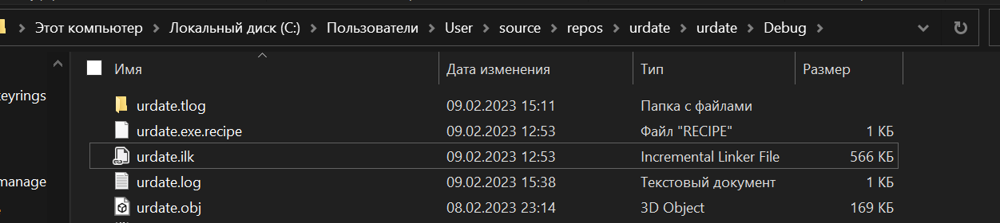 Этот компьютер > Локальный диск (C:) > Пользователи > User > source > repos > urdate > urdate > Debug >
Имя Дата изменения Тип Размер
eyrings
urdate.tlog 09.02.2023 15:11 Папка с файлами
urdate.exe.recipe 09.02.2023 12:53 Файл "RECIPE" 1 КБ
urdate.ilk 09.02.2023 12:53 Incremental Linker File 566 КБ
manage
urdate.log 09.02.2023 15:38 Текстовый документ 1 КБ
urdate.obj 08.02.2023 23:14 3D Object 169 КБ